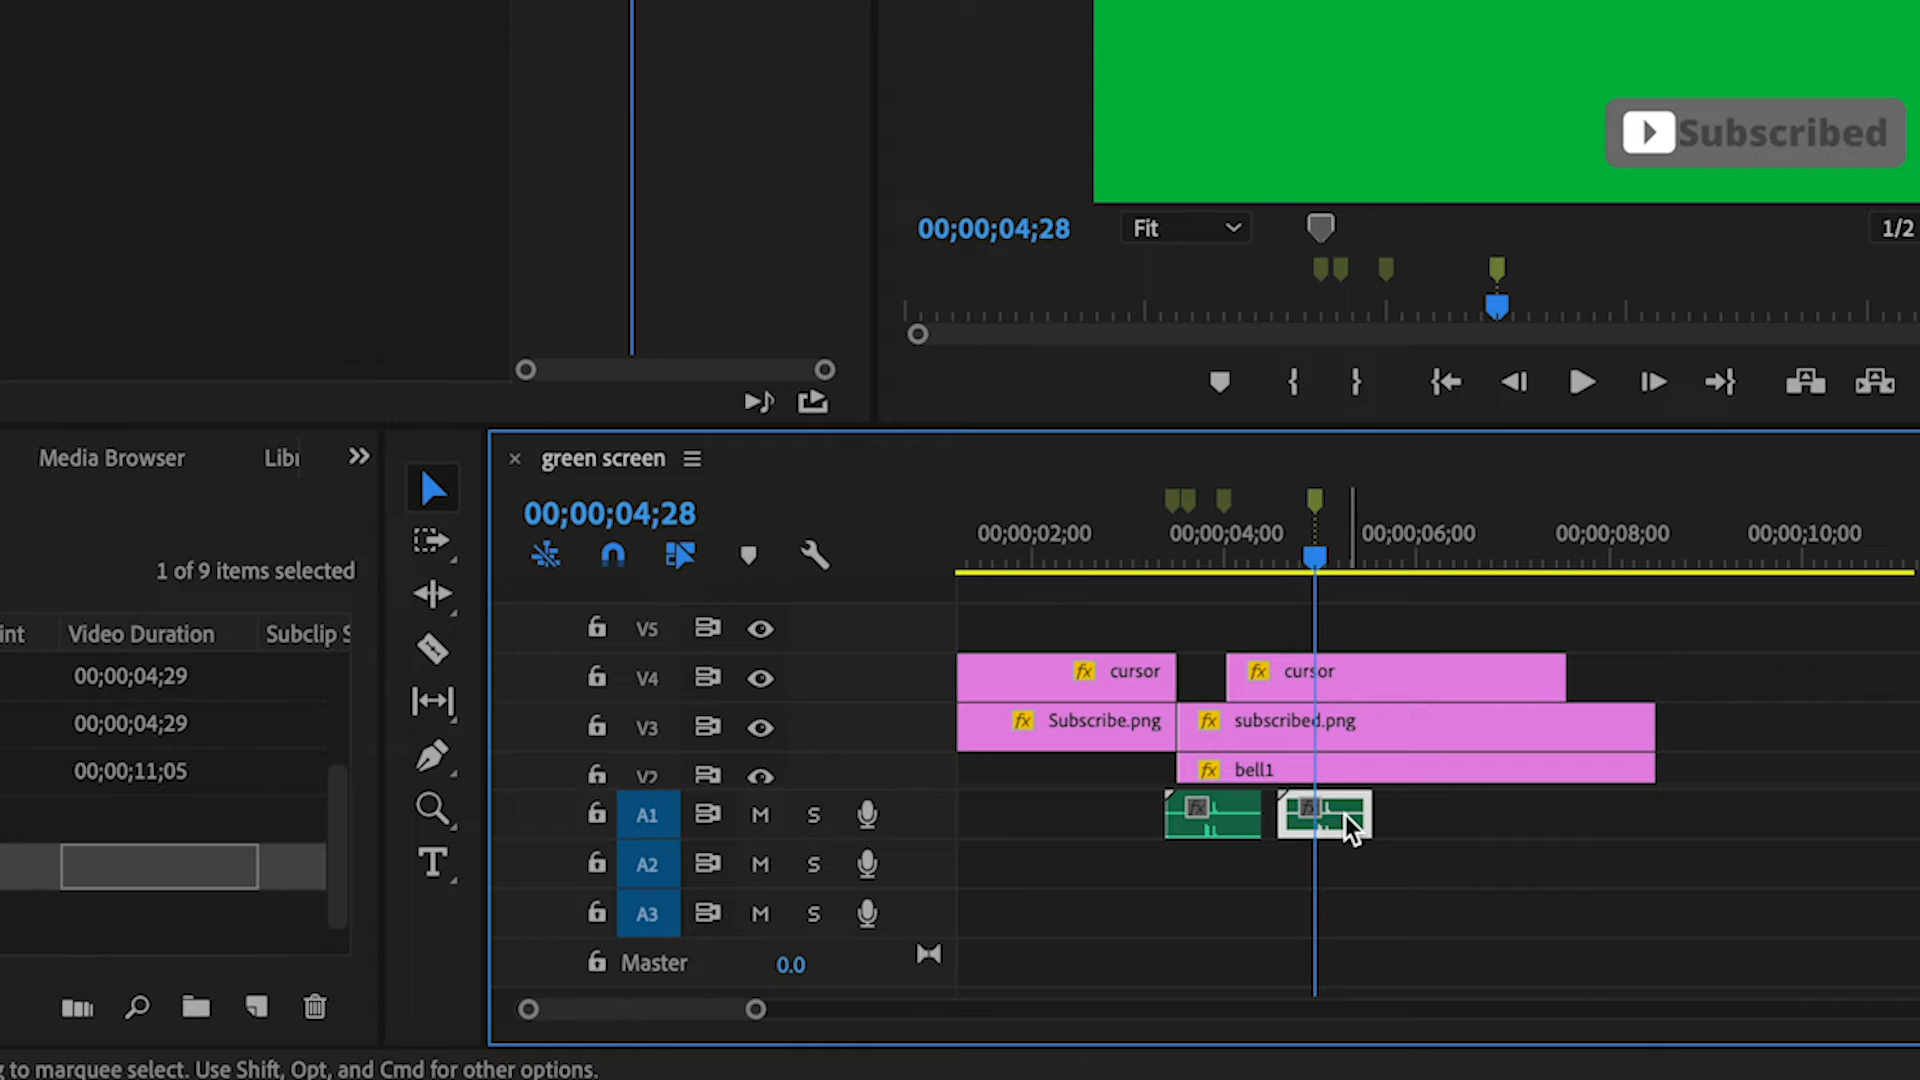 Subscribed
00;00;04;28
Fit
1/2
Media Browser
Libr
green screen
00;00;04;28
00;00;02;00
00;00;04;00
00;00;06;00
00;00;08;00
00;00;10;00
1 of 9 items selected
int
Video Duration
Subclip S
00;00;04;29
00;00;04;29
00;00;11;05
V5
V4
fx cursor
fx cursor
V3
fx Subscribe.png
fx subscribed.png
V2
fx bell1
A1
M
S
fx
fx
A2
M
S
A3
M
S
Master
0.0
T
g to marquee select. Use Shift, Opt, and Cmd for other options.